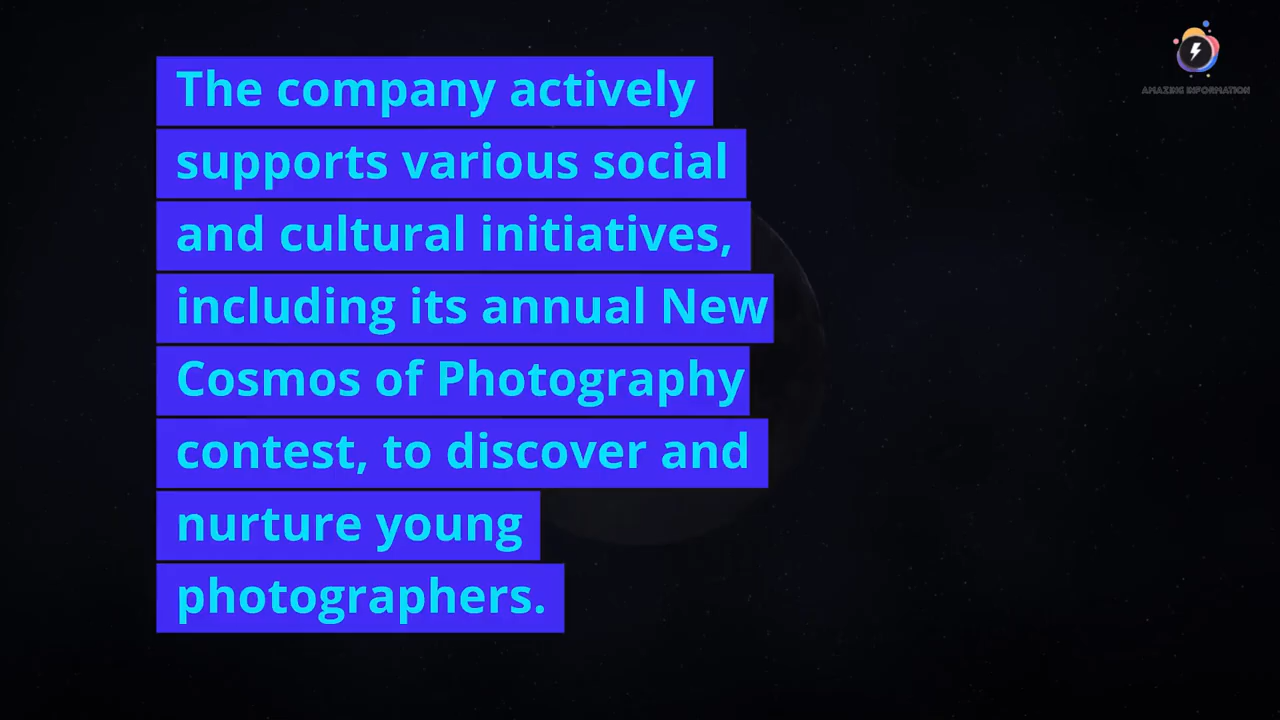 The company actively
supports various social
and cultural initiatives,
including its annual New
Cosmos of Photography
contest, to discover and
nurture young
photographers.
AMAZING INFORMATION